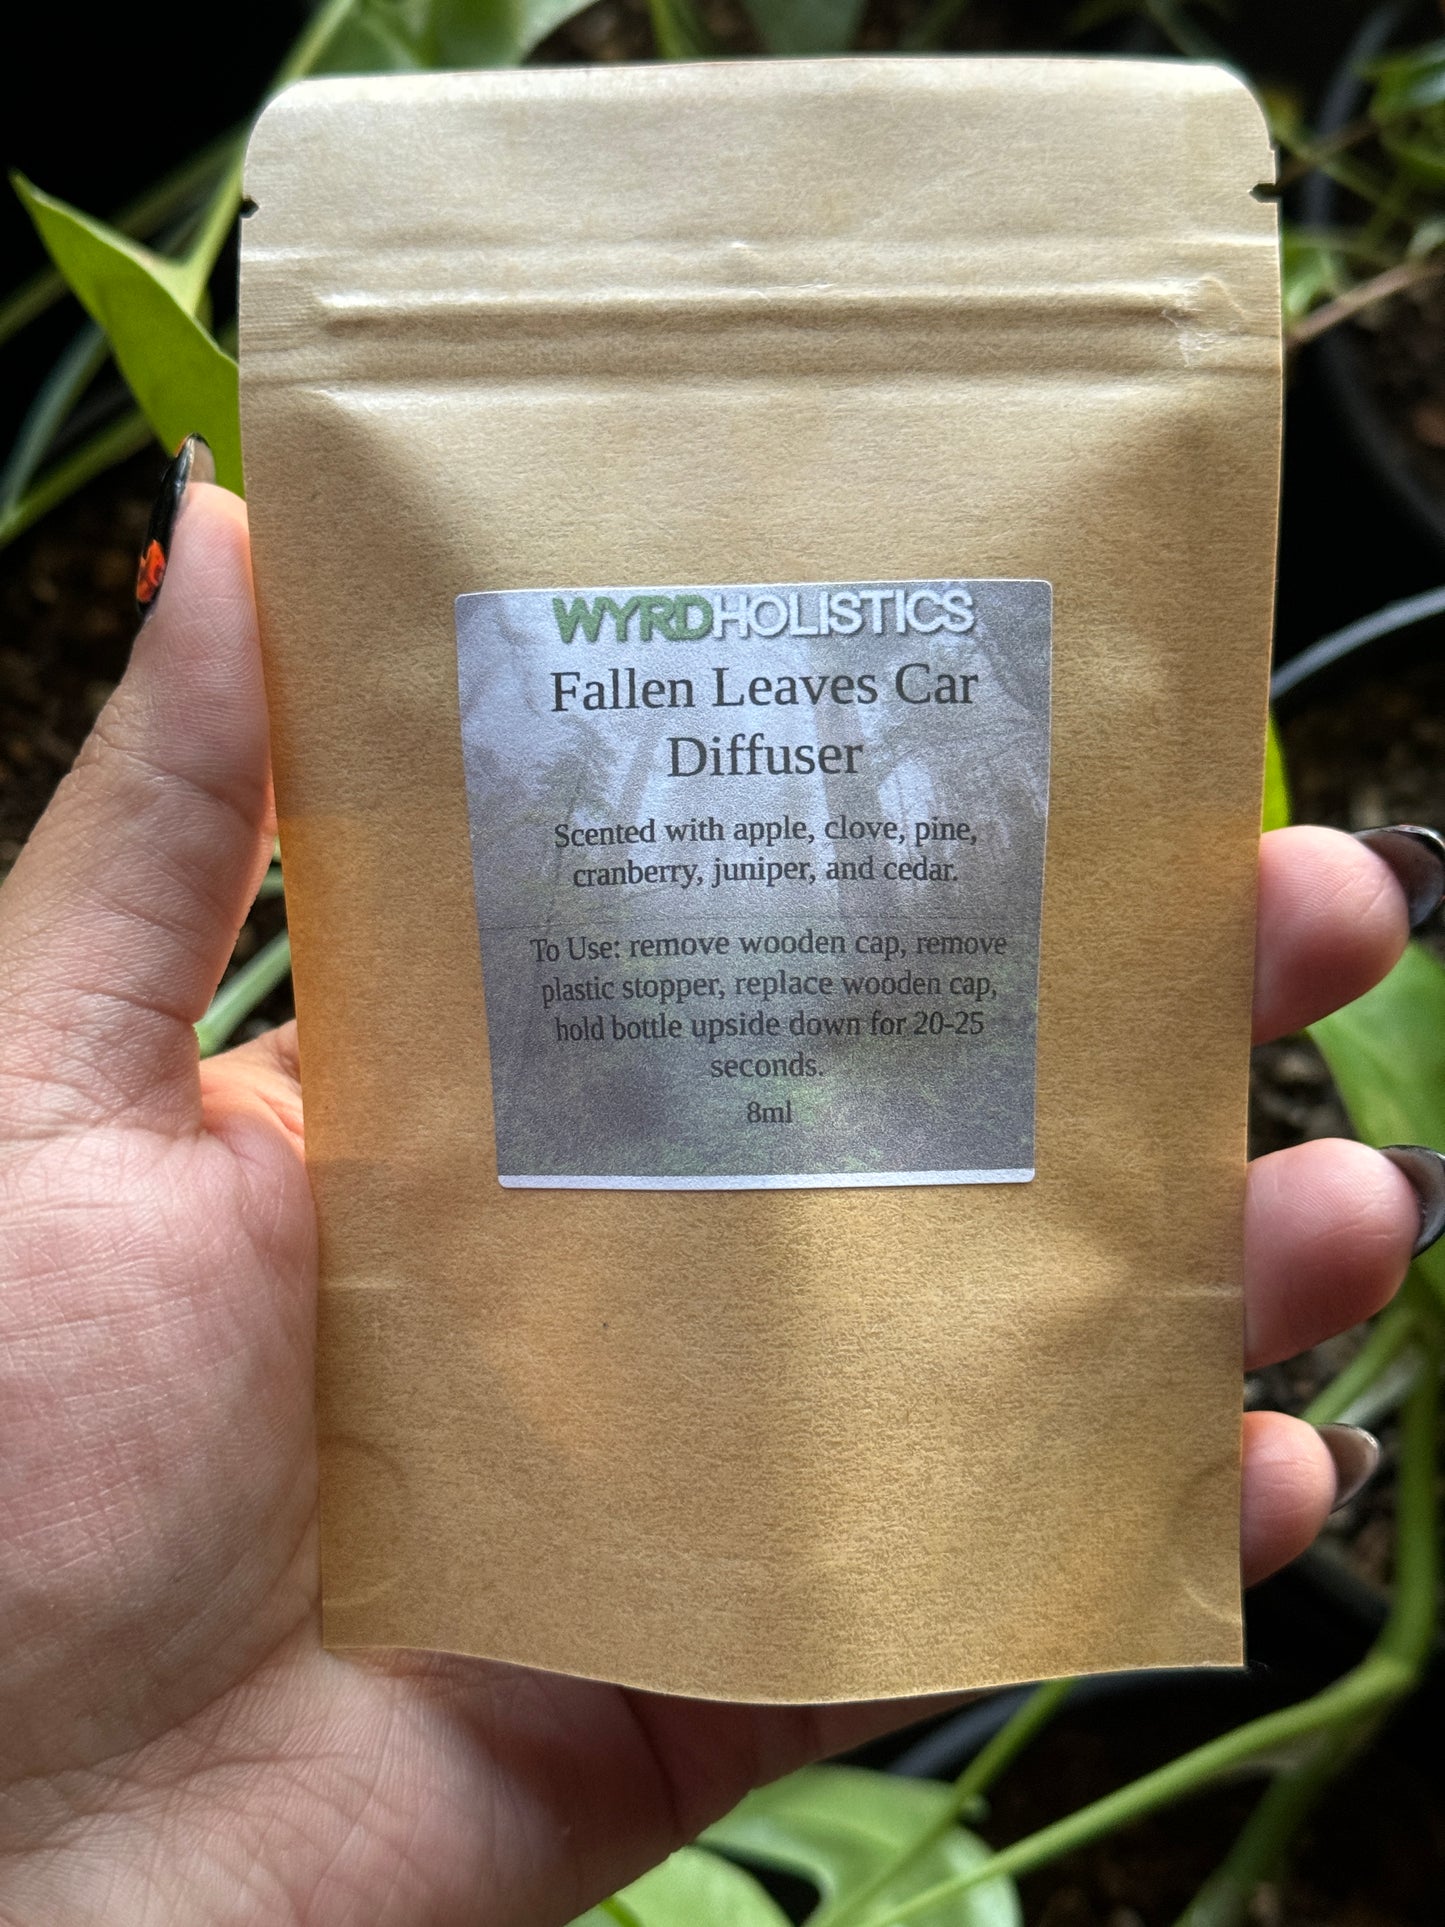 WYRDHOLISTICS
Fallen Leaves Car
Diffuser
Scented with apple, clove, pine,
cranberry, juniper, and cedar.
To Use: remove wooden cap, remove
plastic stopper, replace wooden cap,
hold bottle upside down for 20-25
seconds.
8ml